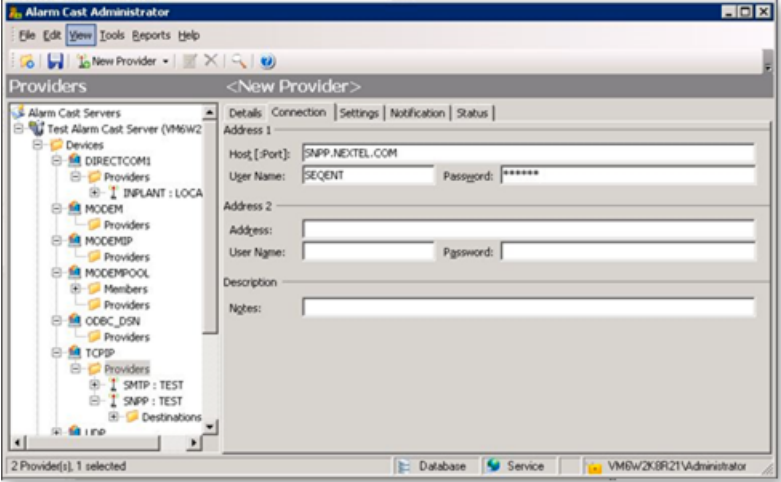 Alarm Cast Administrator
File Edit View Tools Reports Help
New Provider
Providers
<New Provider>
Alarm Cast Servers
Test Alarm Cast Server (VM6W2
Devices
DIRECTCOM1
Providers
INPLANT : LOCA
MODEM
Providers
MODEMIP
Providers
MODEMPOOL
Members
Providers
ODBC_DSN
Providers
TCPIP
Providers
SMTP : TEST
SNPP : TEST
Destinations
UDP
Details Connection Settings Notification Status
Address 1
Host [:Port]: SNPP.NEXTEL.COM
User Name: SEQENT Password: ******
Address 2
Address:
User Name: Password:
Description
Notes:
2 Provider(s), 1 selected Database Service VM6W2K8R21\Administrator